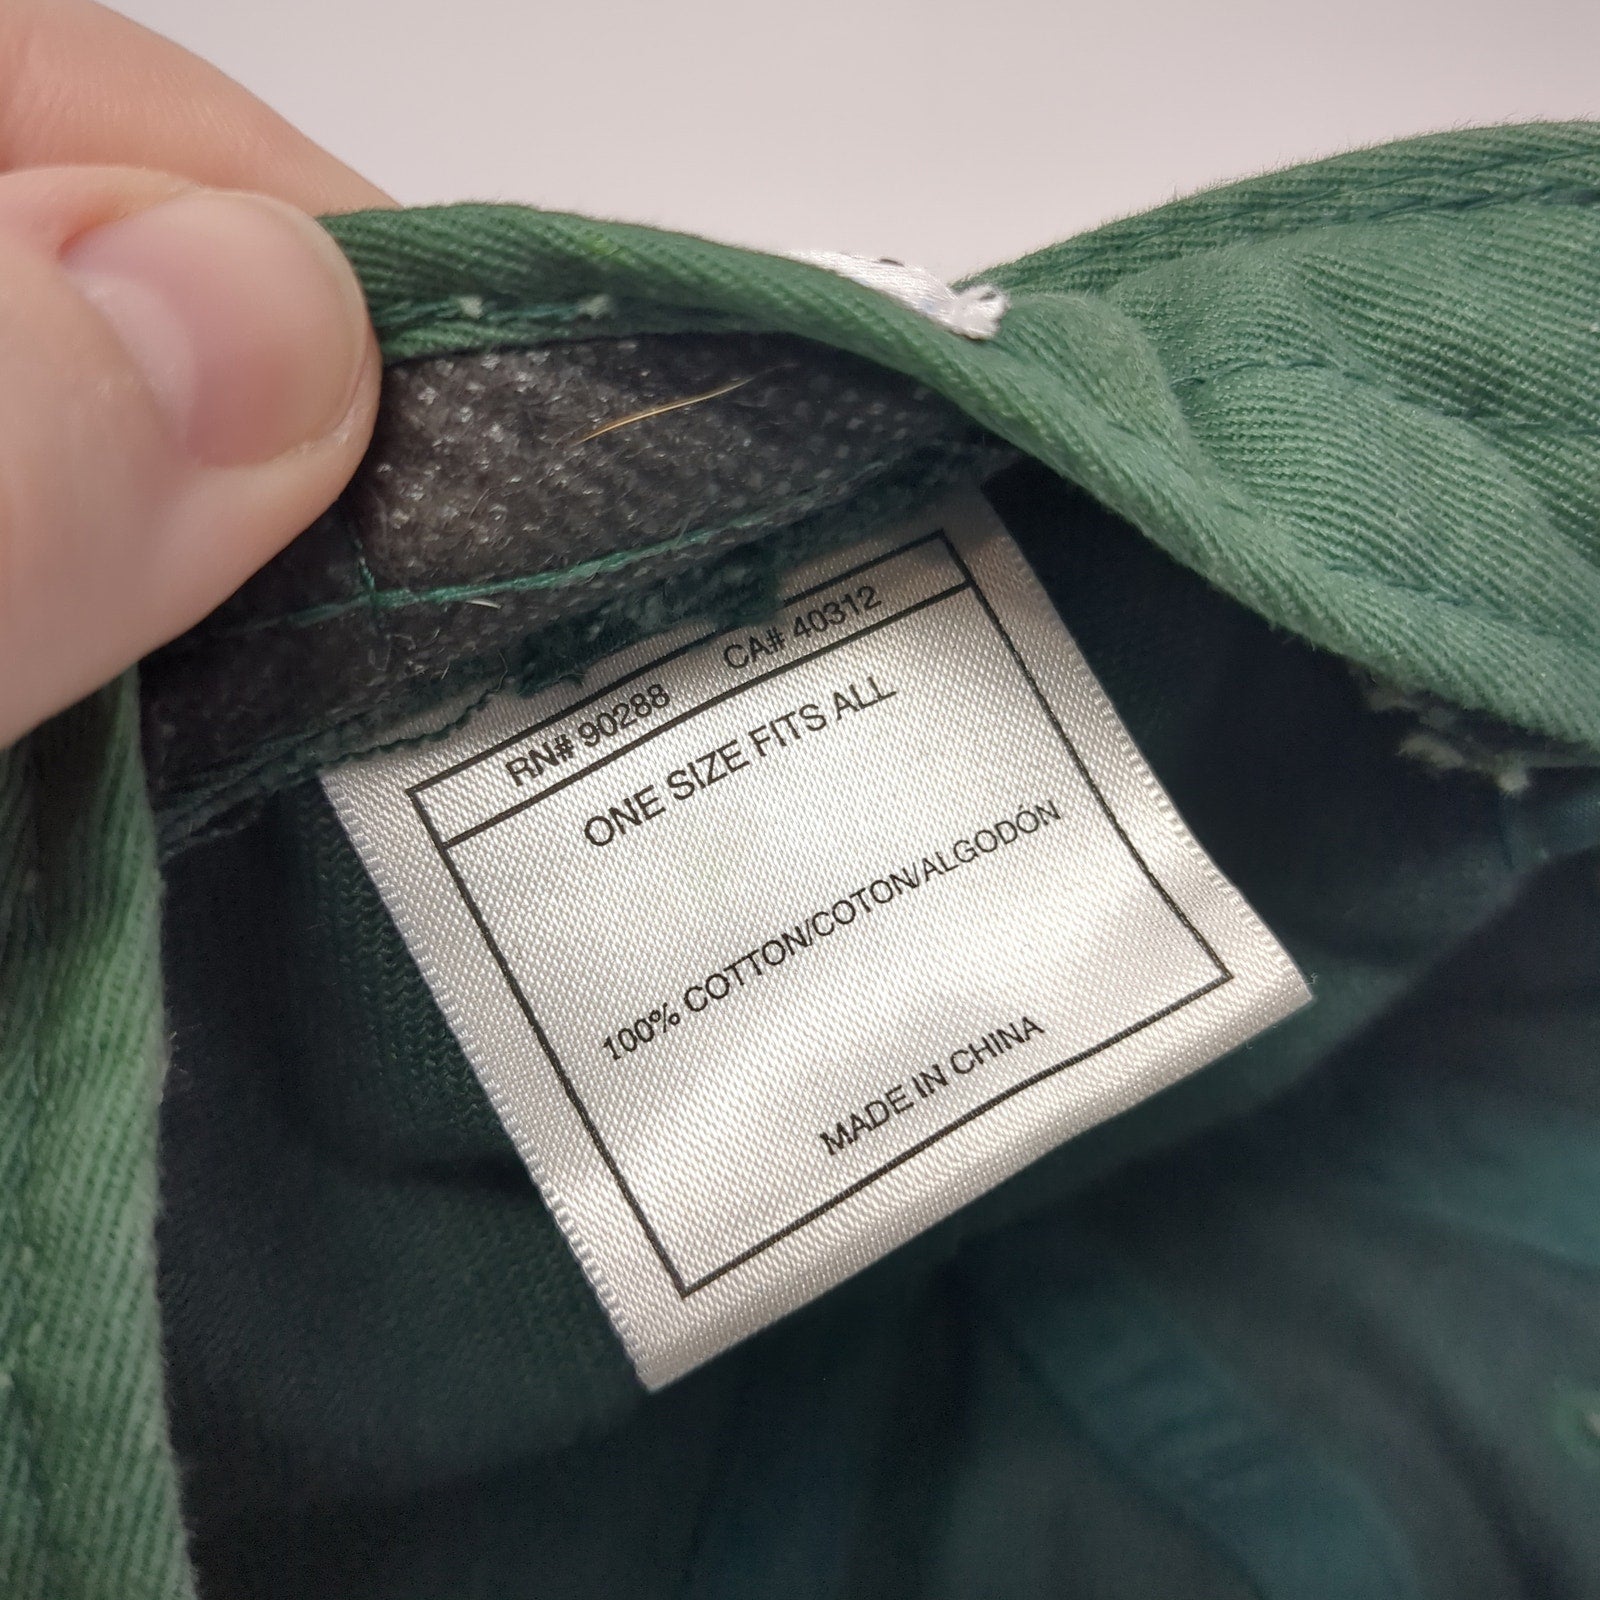 RN# 90288 CA# 40312
ONE SIZE FITS ALL
100% COTTON/COTON/ALGODÓN
MADE IN CHINA